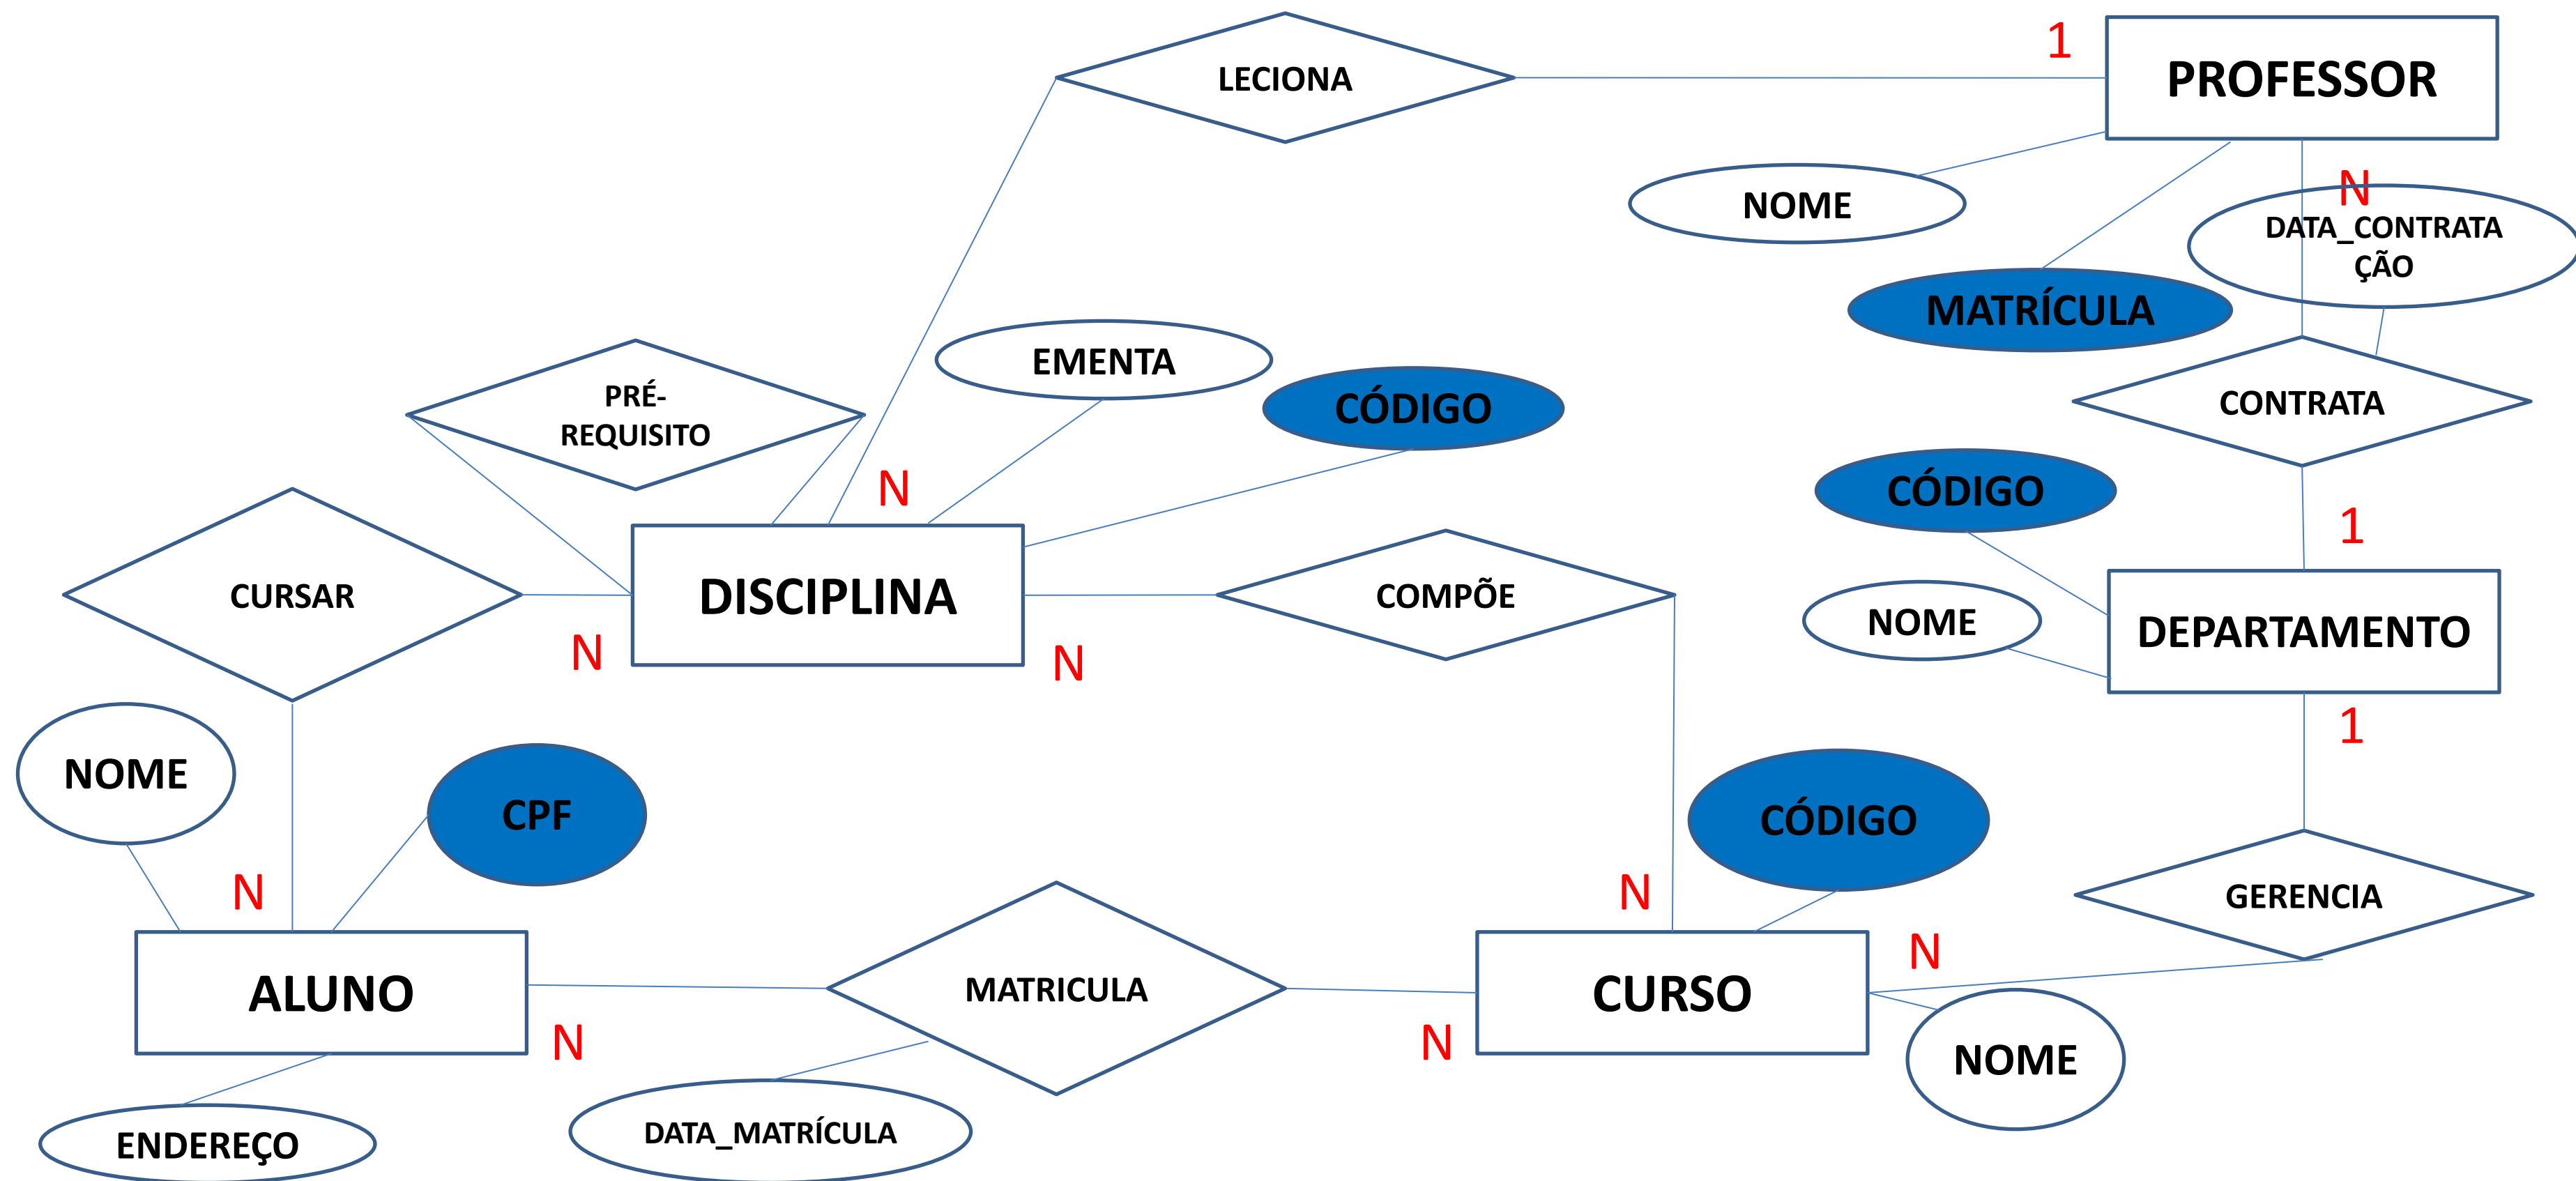 1
LECIONA
PROFESSOR
N
NOME
DATA_CONTRATA
ÇÃO
MATRÍCULA
EMENTA
PRÉ-
REQUISITO
CÓDIGO
CONTRATA
N
CÓDIGO
1
CURSAR
DISCIPLINA
COMPÕE
NOME
DEPARTAMENTO
N
N
1
NOME
CPF
CÓDIGO
N
N
GERENCIA
N
ALUNO
MATRICULA
CURSO
N
N
NOME
DATA_MATRÍCULA
ENDEREÇO